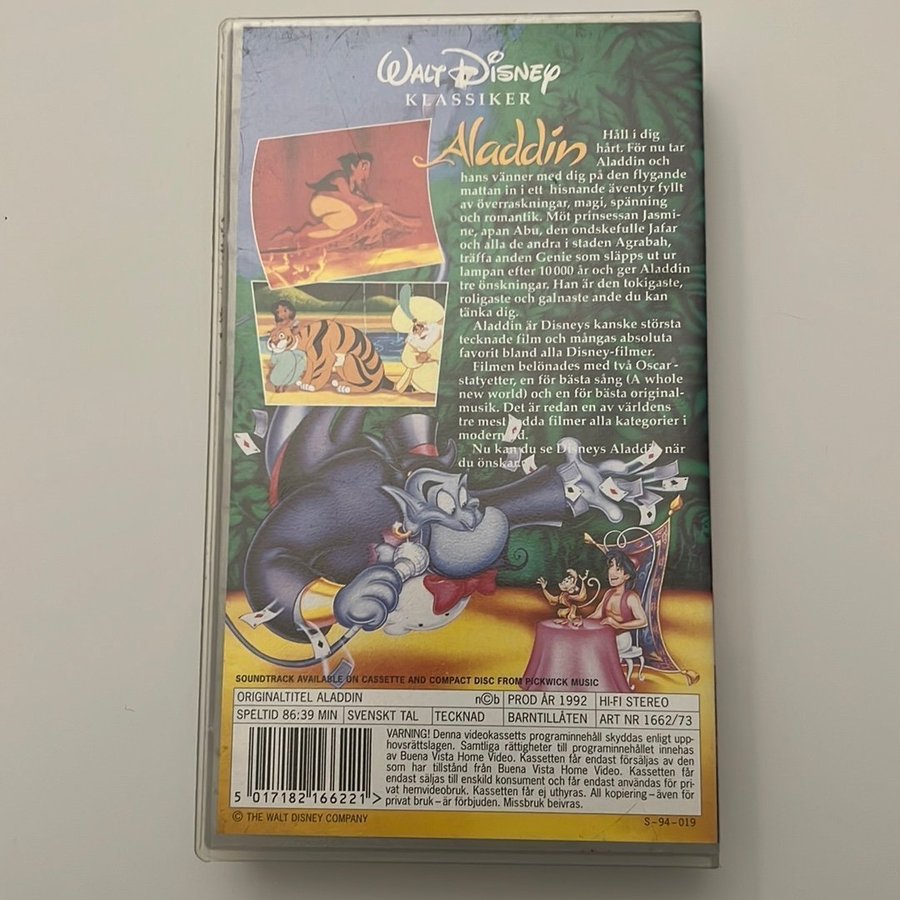 WALT DISNEY
KLASSIKER
Aladdin
Håll i dig
hårt. För nu tar
Aladdin och
hans vänner med dig på den flygande
mattan in i ett hisnande äventyr fyllt
av överraskningar, magi, spänning
och romantik. Möt prinsessan Jasmi-
ne, apan Abu, den ondskefulle Jafar
och alla de andra i staden Agrabah,
träffa anden Genie som släpps ut ur
lampan efter 10 000 år och ger Aladdin
tre önskningar. Han är den tokigaste,
roligaste och galnaste ande du kan
tänka dig.
Aladdin är Disneys kanske största
tecknade film och mångas absoluta
favorit bland alla Disney-filmer.
Filmen belönades med två Oscar-
statyetter, en för bästa sång (A whole
new world) och en för bästa original-
musik. Det är redan en av världens
tre mest sedda filmer alla kategorier i
modern tid.
Nu kan du se Disneys Aladdin när
du önskar.
SOUNDTRACK AVAILABLE ON CASSETTE AND COMPACT DISC FROM PICKWICK MUSIC
ORIGINALTITEL ALADDIN n©b PROD ÅR 1992 HI-FI STEREO
SPELTID 86:39 MIN SVENSKT TAL TECKNAD BARNTILLÅTEN ART NR 1662/73
VARNING! Denna videokassetts programinnehåll skyddas enligt upp-
hovsrättslagen. Samtliga rättigheter till programinnehållet innehas
av Buena Vista Home Video. Kassetten får endast försäljas av den
som har tillstånd från Buena Vista Home Video. Kassetten får
endast säljas till enskild konsument och får endast användas för pri-
vat hemvideobruk. Kassetten får ej uthyras. All kopiering – även för
privat bruk – är förbjuden. Missbruk beivras.
5 017182 166221 >
© THE WALT DISNEY COMPANY
S-94-019